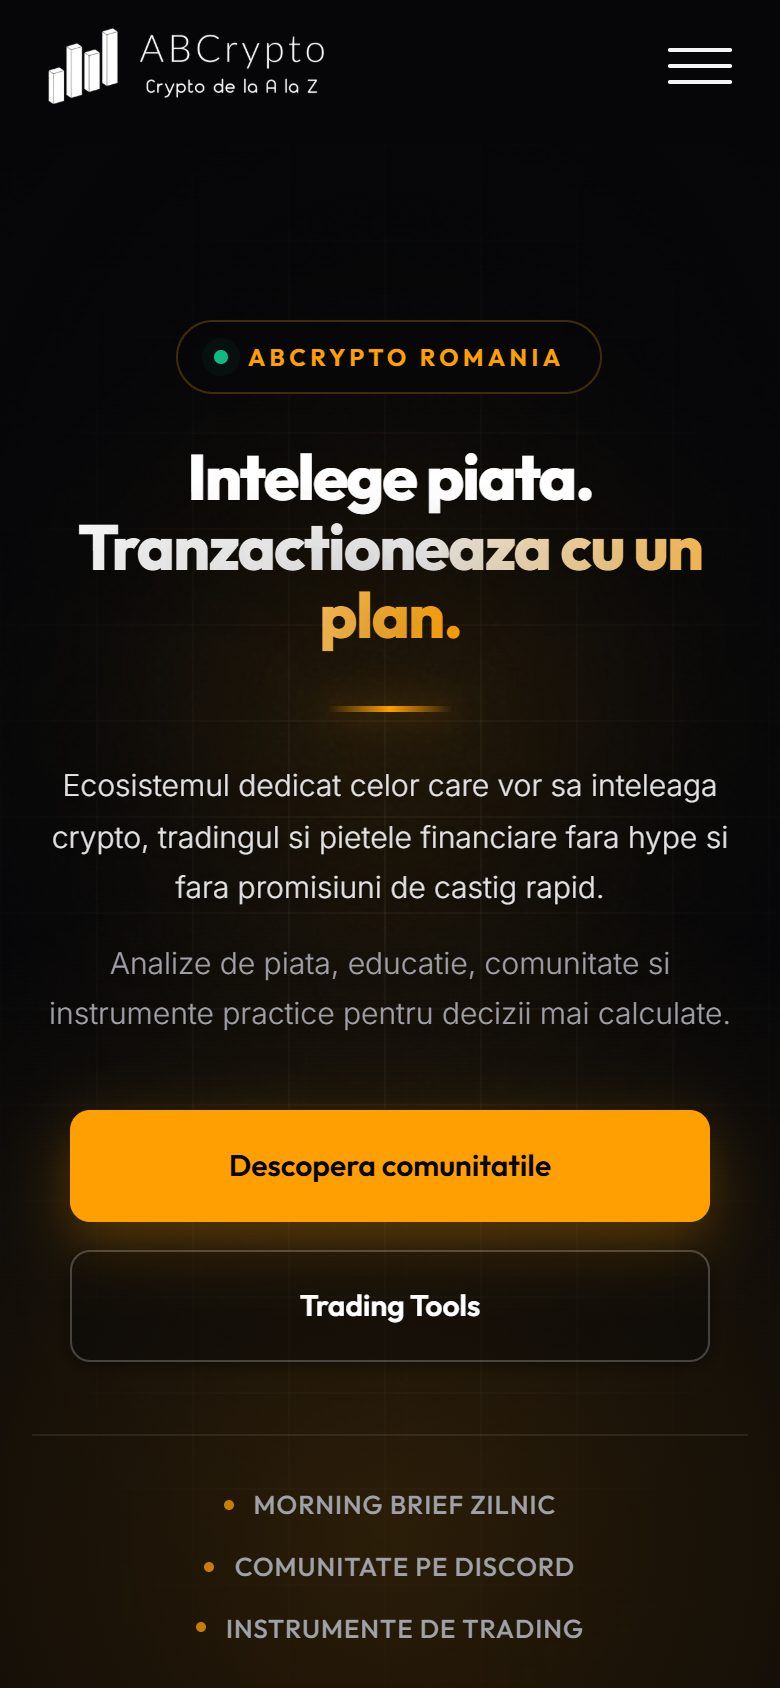 ABCrypto
Crypto de la A la Z
ABCRYPTO ROMANIA
Intelege piata.
Tranzactioneaza cu un
plan.
Ecosistemul dedicat celor care vor sa inteleaga
crypto, tradingul si pietele financiare fara hype si
fara promisiuni de castig rapid.
Analize de piata, educatie, comunitate si
instrumente practice pentru decizii mai calculate.
Descopera comunitatile
Trading Tools
MORNING BRIEF ZILNIC
COMUNITATE PE DISCORD
INSTRUMENTE DE TRADING